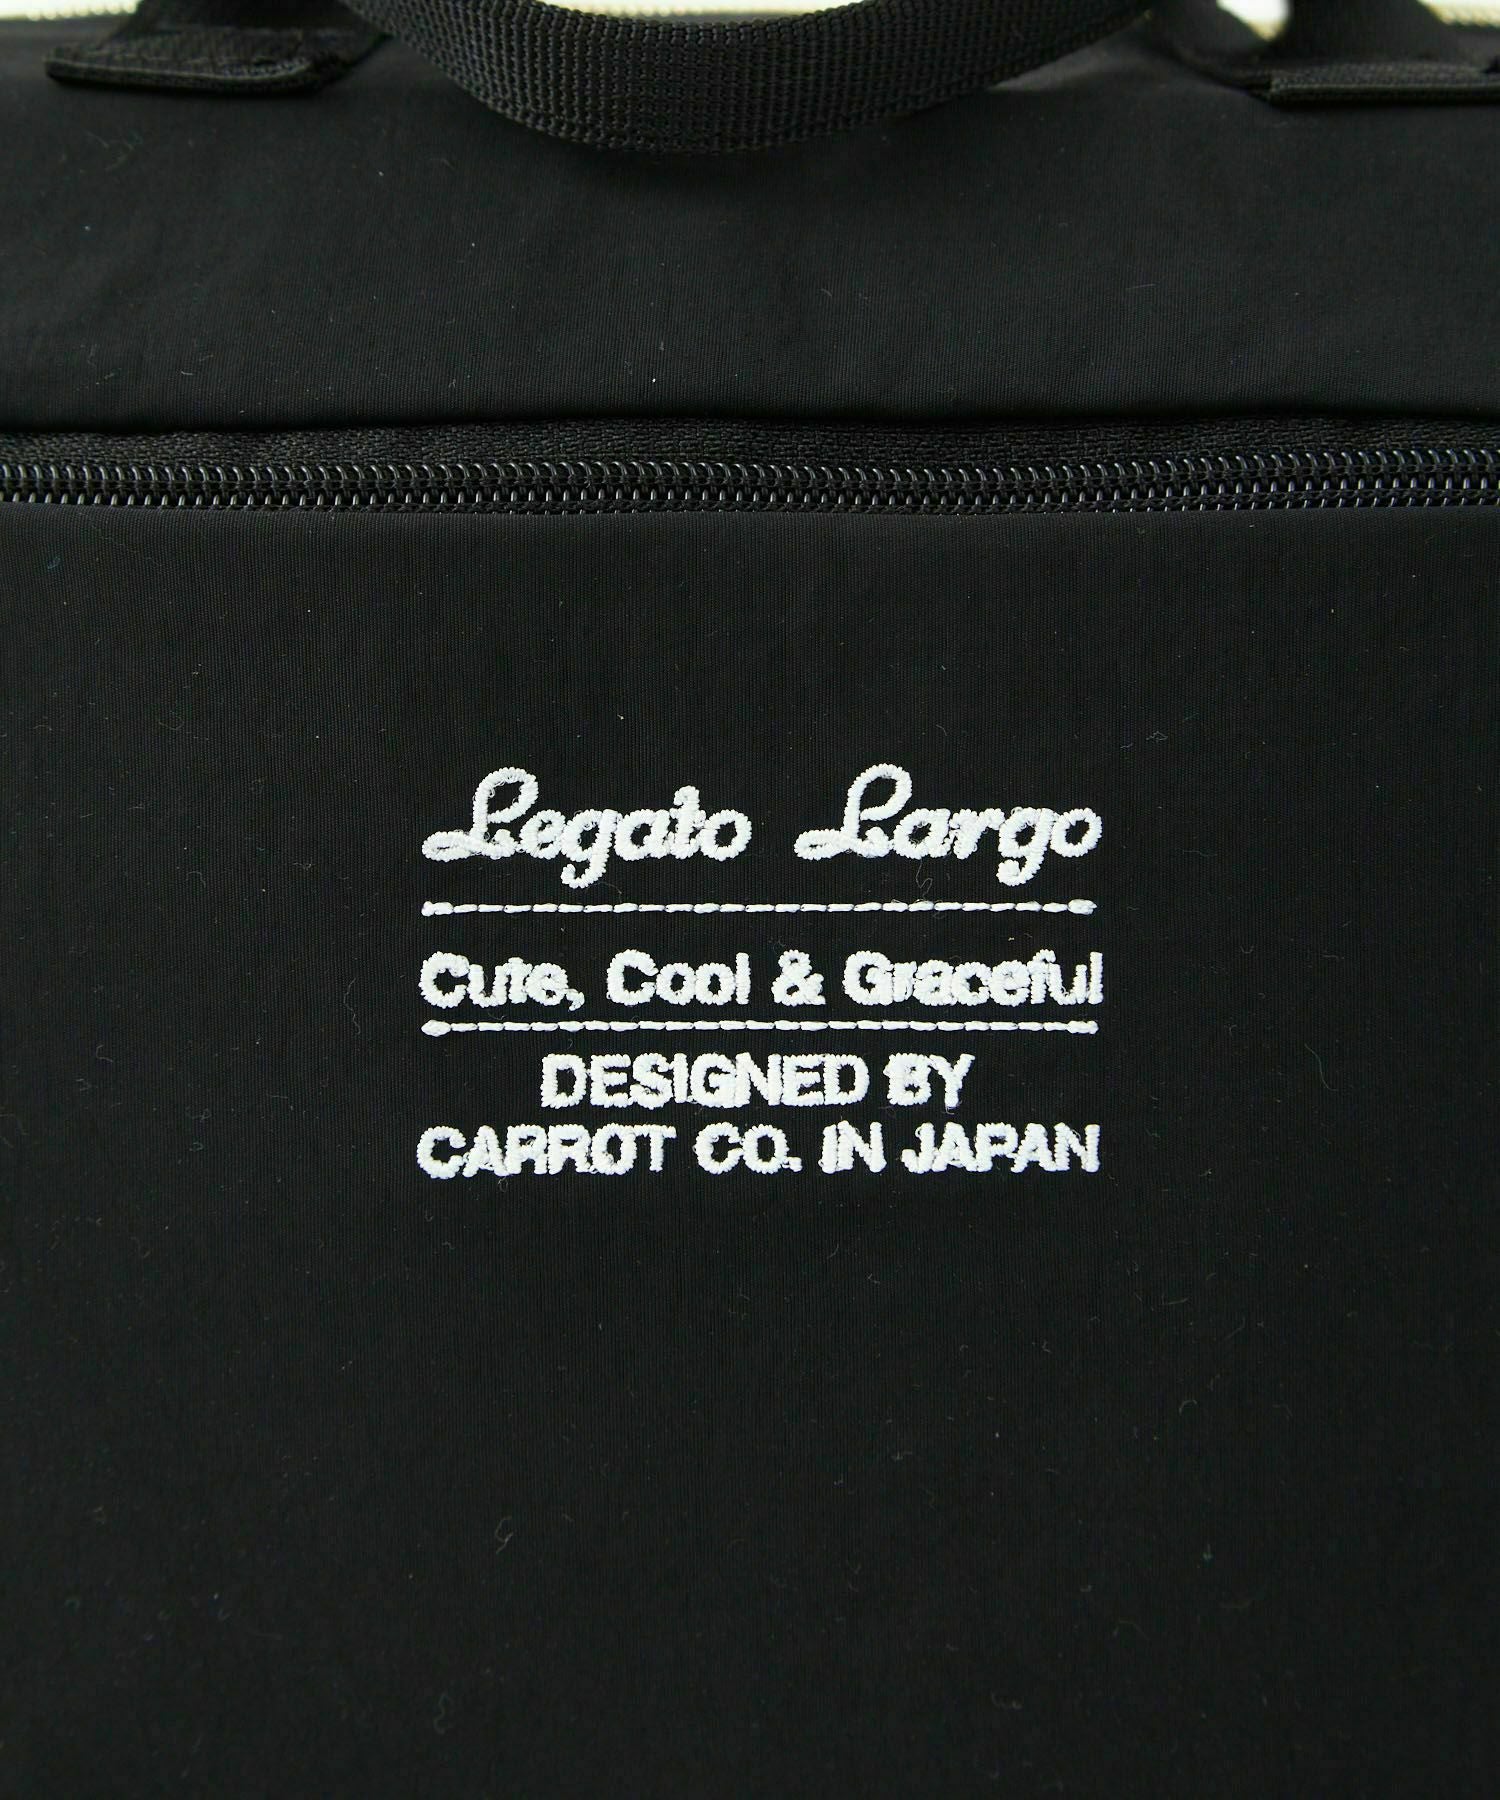 Legato Largo
Cute, Cool & Graceful
DESIGNED BY
CARROT CO. IN JAPAN